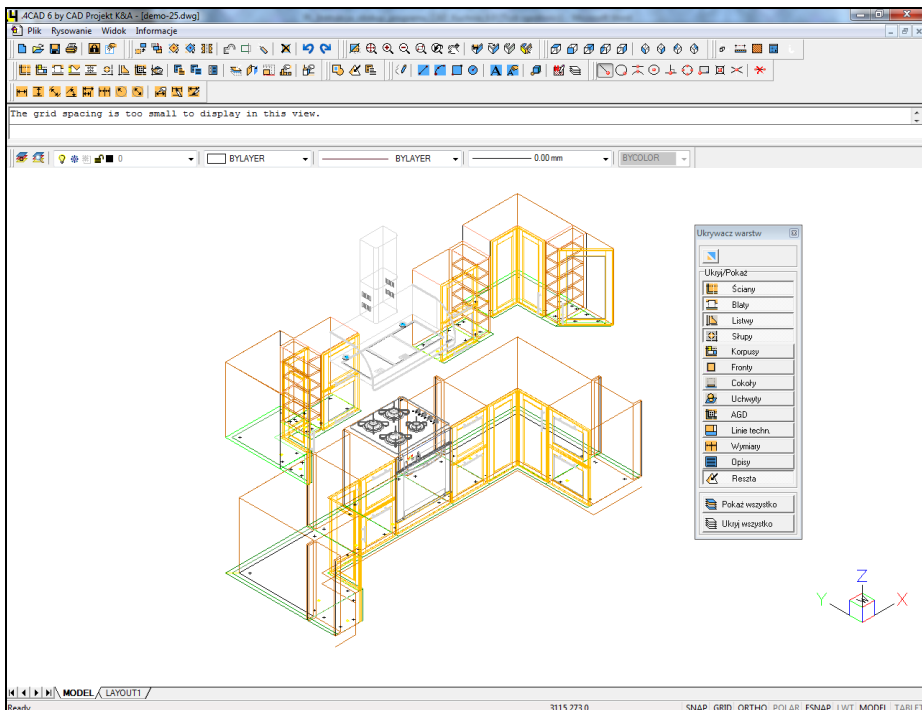 .4CAD 6 by CAD Projekt K&A - [demo-25.dwg]
Plik Rysowanie Widok Informacje
The grid spacing is too small to display in this view.
0 BYLAYER BYLAYER 0.00 mm BYCOLOR
Ukrywacz warstw
Ukryj/Pokaż
Ściany
Blaty
Listwy
Słupy
Korpusy
Fronty
Cokoły
Uchwyty
AGD
Linie techn.
Wymiary
Opisy
Reszta
Pokaż wszystko
Ukryj wszystko
Z
Y X
W
MODEL LAYOUT1
Ready 3115,273,0 SNAP GRID ORTHO POLAR ESNAP LWT MODEL TABLET